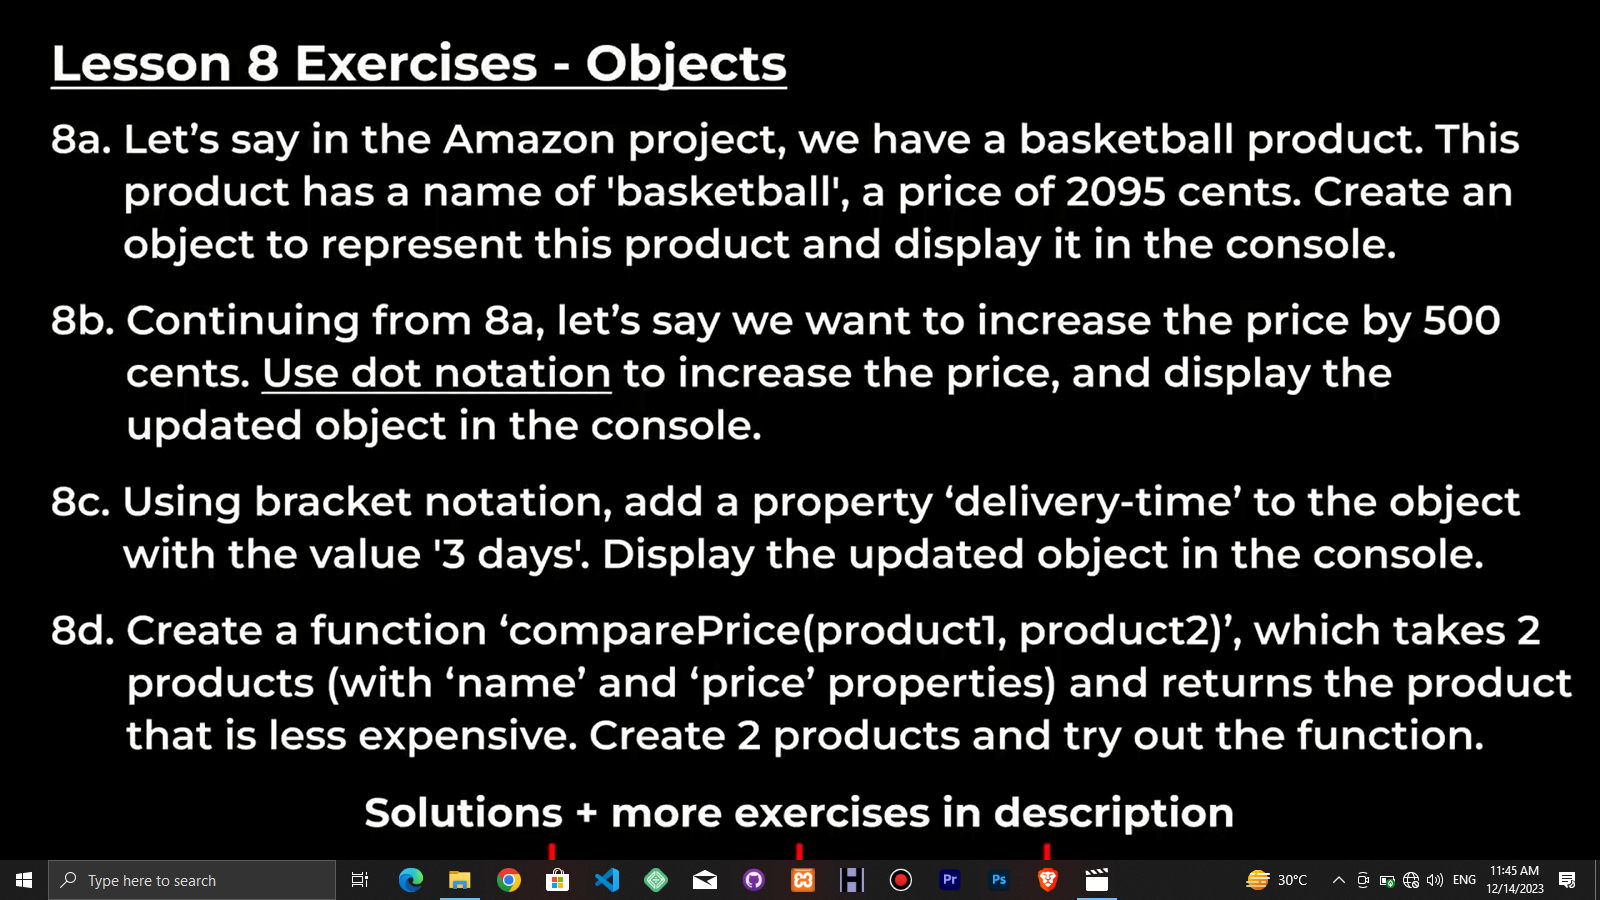 Lesson 8 Exercises - Objects
8a. Let’s say in the Amazon project, we have a basketball product. This
product has a name of 'basketball', a price of 2095 cents. Create an
object to represent this product and display it in the console.
8b. Continuing from 8a, let’s say we want to increase the price by 500
cents. Use dot notation to increase the price, and display the
updated object in the console.
8c. Using bracket notation, add a property ‘delivery-time’ to the object
with the value '3 days'. Display the updated object in the console.
8d. Create a function ‘comparePrice(product1, product2)’, which takes 2
products (with ‘name’ and ‘price’ properties) and returns the product
that is less expensive. Create 2 products and try out the function.
Solutions + more exercises in description
Type here to search
Pr
Ps
30°C
ENG
11:45 AM
12/14/2023